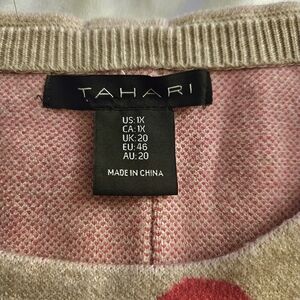 TAHARI
US: 1X
CA: 1X
UK: 20
EU: 46
AU: 20
MADE IN CHINA